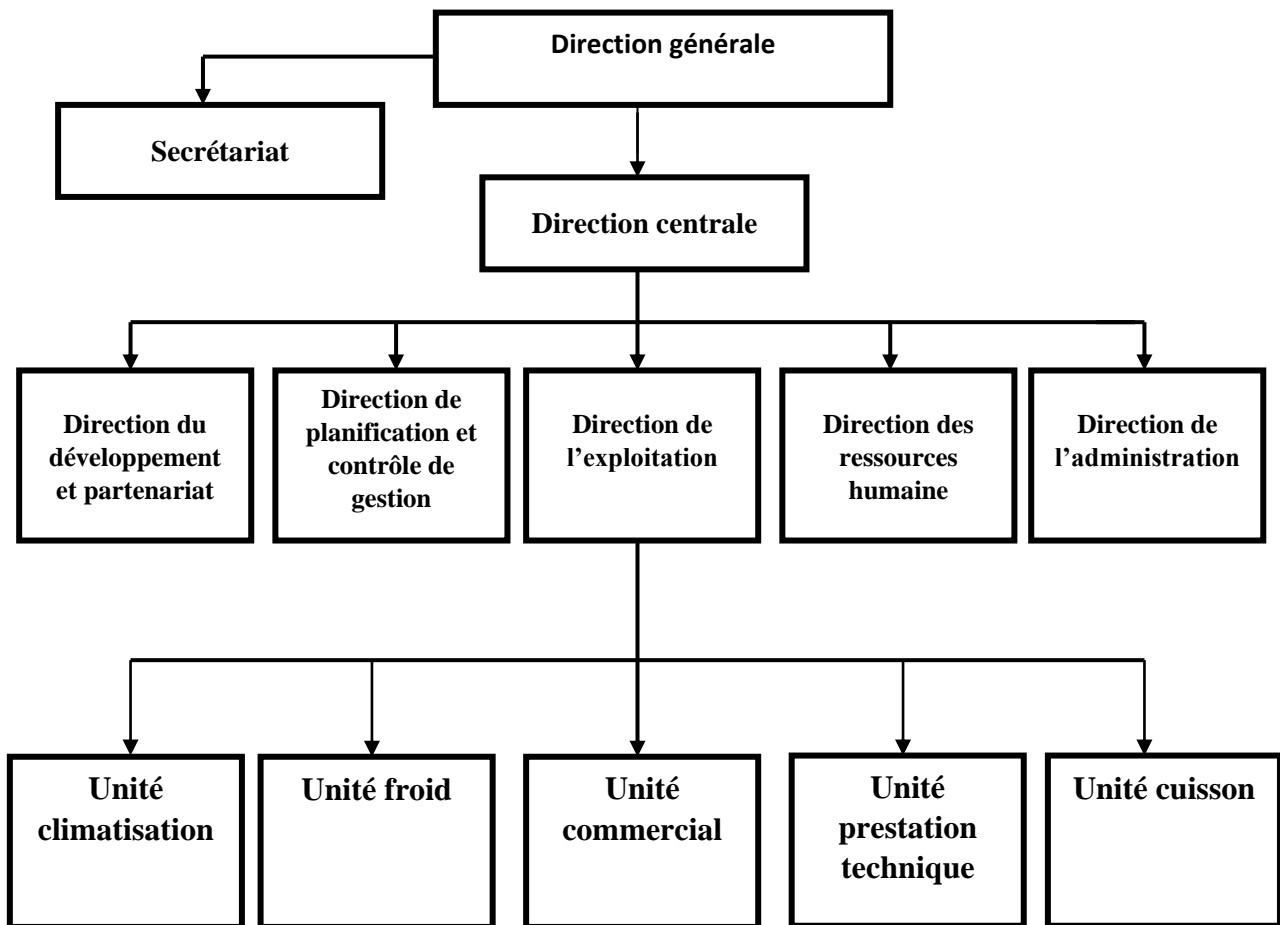 Direction générale
Secrétariat
Direction centrale
Direction du
développement
et partenariat
Direction de
planification et
contrôle de
gestion
Direction de
l’exploitation
Direction des
ressources
humaine
Direction de
l’administration
Unité
climatisation
Unité froid
Unité
commercial
Unité
prestation
technique
Unité cuisson